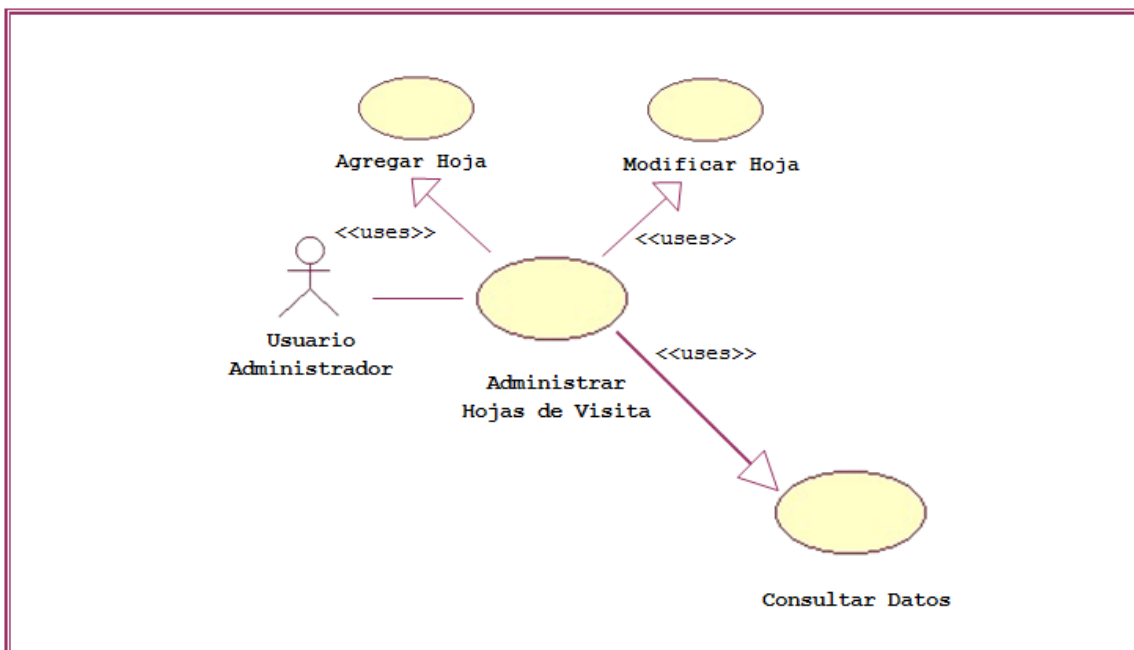 Agregar Hoja
Modificar Hoja
<<uses>>
<<uses>>
Usuario
Administrador
<<uses>>
Administrar
Hojas de Visita
Consultar Datos